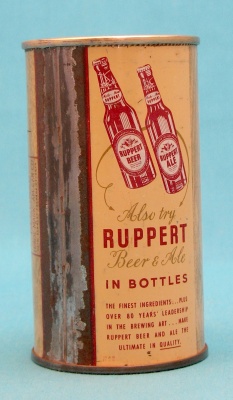 RUPPERT
BEER
RUPPERT
ALE
Also try
RUPPERT
Beer & Ale
IN BOTTLES
THE FINEST INGREDIENTS...PLUS
OVER 80 YEARS' LEADERSHIP
IN THE BREWING ART...MAKE
RUPPERT BEER AND ALE THE
ULTIMATE IN QUALITY.